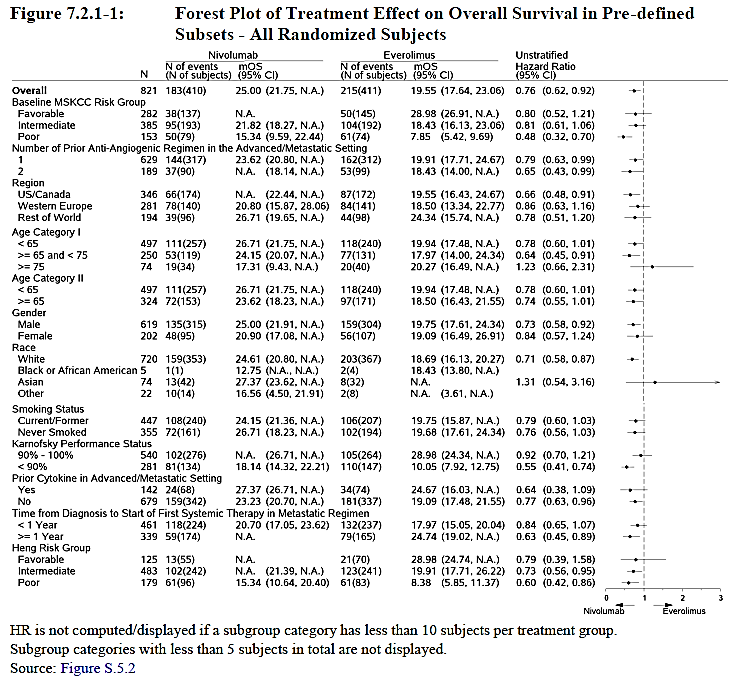 Figure 7.2.1-1: Forest Plot of Treatment Effect on Overall Survival in Pre-defined
Subsets - All Randomized Subjects
Nivolumab Everolimus Unstratified
N of events mOS N of events mOS Hazard Ratio
N (N of subjects) (95% CI) (N of subjects) (95% CI) (95% CI)
Overall 821 183(410) 25.00 (21.75, N.A.) 215(411) 19.55 (17.64, 23.06) 0.76 (0.62, 0.92)
Baseline MSKCC Risk Group
Favorable 282 38(137) N.A. 50(145) 28.98 (26.91, N.A.) 0.80 (0.52, 1.21)
Intermediate 385 95(193) 21.82 (18.27, N.A.) 104(192) 18.43 (16.13, 23.06) 0.81 (0.61, 1.06)
Poor 153 50(79) 15.34 (9.59, 22.44) 61(74) 7.85 (5.42, 9.69) 0.48 (0.32, 0.70)
Number of Prior Anti-Angiogenic Regimen in the Advanced/Metastatic Setting
1 629 144(317) 23.62 (20.80, N.A.) 162(312) 19.91 (17.71, 24.67) 0.79 (0.63, 0.99)
2 189 37(90) N.A. (18.14, N.A.) 53(99) 18.43 (14.00, N.A.) 0.65 (0.43, 0.99)
Region
US/Canada 346 66(174) N.A. (22.44, N.A.) 87(172) 19.55 (16.43, 24.67) 0.66 (0.48, 0.91)
Western Europe 281 78(140) 20.80 (15.87, 28.06) 84(141) 18.50 (13.34, 22.77) 0.86 (0.63, 1.16)
Rest of World 194 39(96) 26.71 (19.65, N.A.) 44(98) 24.34 (15.74, N.A.) 0.78 (0.51, 1.20)
Age Category I
< 65 497 111(257) 26.71 (21.75, N.A.) 118(240) 19.94 (17.48, N.A.) 0.78 (0.60, 1.01)
>= 65 and < 75 250 53(119) 24.15 (20.07, N.A.) 77(131) 17.97 (14.00, 24.34) 0.64 (0.45, 0.91)
>= 75 74 19(34) 17.31 (9.43, N.A.) 20(40) 20.27 (16.49, N.A.) 1.23 (0.66, 2.31)
Age Category II
< 65 497 111(257) 26.71 (21.75, N.A.) 118(240) 19.94 (17.48, N.A.) 0.78 (0.60, 1.01)
>= 65 324 72(153) 23.62 (18.23, N.A.) 97(171) 18.50 (16.43, 21.55) 0.74 (0.55, 1.01)
Gender
Male 619 135(315) 25.00 (21.91, N.A.) 159(304) 19.75 (17.61, 24.34) 0.73 (0.58, 0.92)
Female 202 48(95) 20.90 (17.08, N.A.) 56(107) 19.09 (16.49, 26.91) 0.84 (0.57, 1.24)
Race
White 720 159(353) 24.61 (20.80, N.A.) 203(367) 18.69 (16.13, 20.27) 0.71 (0.58, 0.87)
Black or African American 5 1(1) 12.75 (N.A., N.A.) 2(4) 18.43 (13.80, N.A.)
Asian 74 13(42) 27.37 (23.62, N.A.) 8(32) N.A. 1.31 (0.54, 3.16)
Other 22 10(14) 16.56 (4.50, 21.91) 2(8) N.A. (3.61, N.A.)
Smoking Status
Current/Former 447 108(240) 24.15 (21.36, N.A.) 106(207) 19.75 (15.87, N.A.) 0.79 (0.60, 1.03)
Never Smoked 355 72(161) 26.71 (18.23, N.A.) 102(194) 19.68 (17.61, 24.34) 0.76 (0.56, 1.03)
Karnofsky Performance Status
90% - 100% 540 102(276) N.A. (26.71, N.A.) 105(264) 28.98 (24.34, N.A.) 0.92 (0.70, 1.21)
< 90% 281 81(134) 18.14 (14.32, 22.21) 110(147) 10.05 (7.92, 12.75) 0.55 (0.41, 0.74)
Prior Cytokine in Advanced/Metastatic Setting
Yes 142 24(68) 27.37 (26.71, N.A.) 34(74) 24.67 (16.03, N.A.) 0.64 (0.38, 1.09)
No 679 159(342) 23.23 (20.70, N.A.) 181(337) 19.09 (17.48, 21.55) 0.77 (0.63, 0.96)
Time from Diagnosis to Start of First Systemic Therapy in Metastatic Regimen
< 1 Year 461 118(224) 20.70 (17.05, 23.62) 132(237) 17.97 (15.05, 20.04) 0.84 (0.65, 1.07)
>= 1 Year 339 59(174) N.A. 79(165) 24.74 (19.02, N.A.) 0.63 (0.45, 0.89)
Heng Risk Group
Favorable 125 13(55) N.A. 21(70) 28.98 (24.74, N.A.) 0.79 (0.39, 1.58)
Intermediate 483 102(242) N.A. (21.39, N.A.) 123(241) 19.91 (17.71, 26.22) 0.73 (0.56, 0.95)
Poor 179 61(96) 15.34 (10.64, 20.40) 61(83) 8.38 (5.85, 11.37) 0.60 (0.42, 0.86)
0 1 2 3
Nivolumab Everolimus
HR is not computed/displayed if a subgroup category has less than 10 subjects per treatment group.
Subgroup categories with less than 5 subjects in total are not displayed.
Source: Figure S.5.2